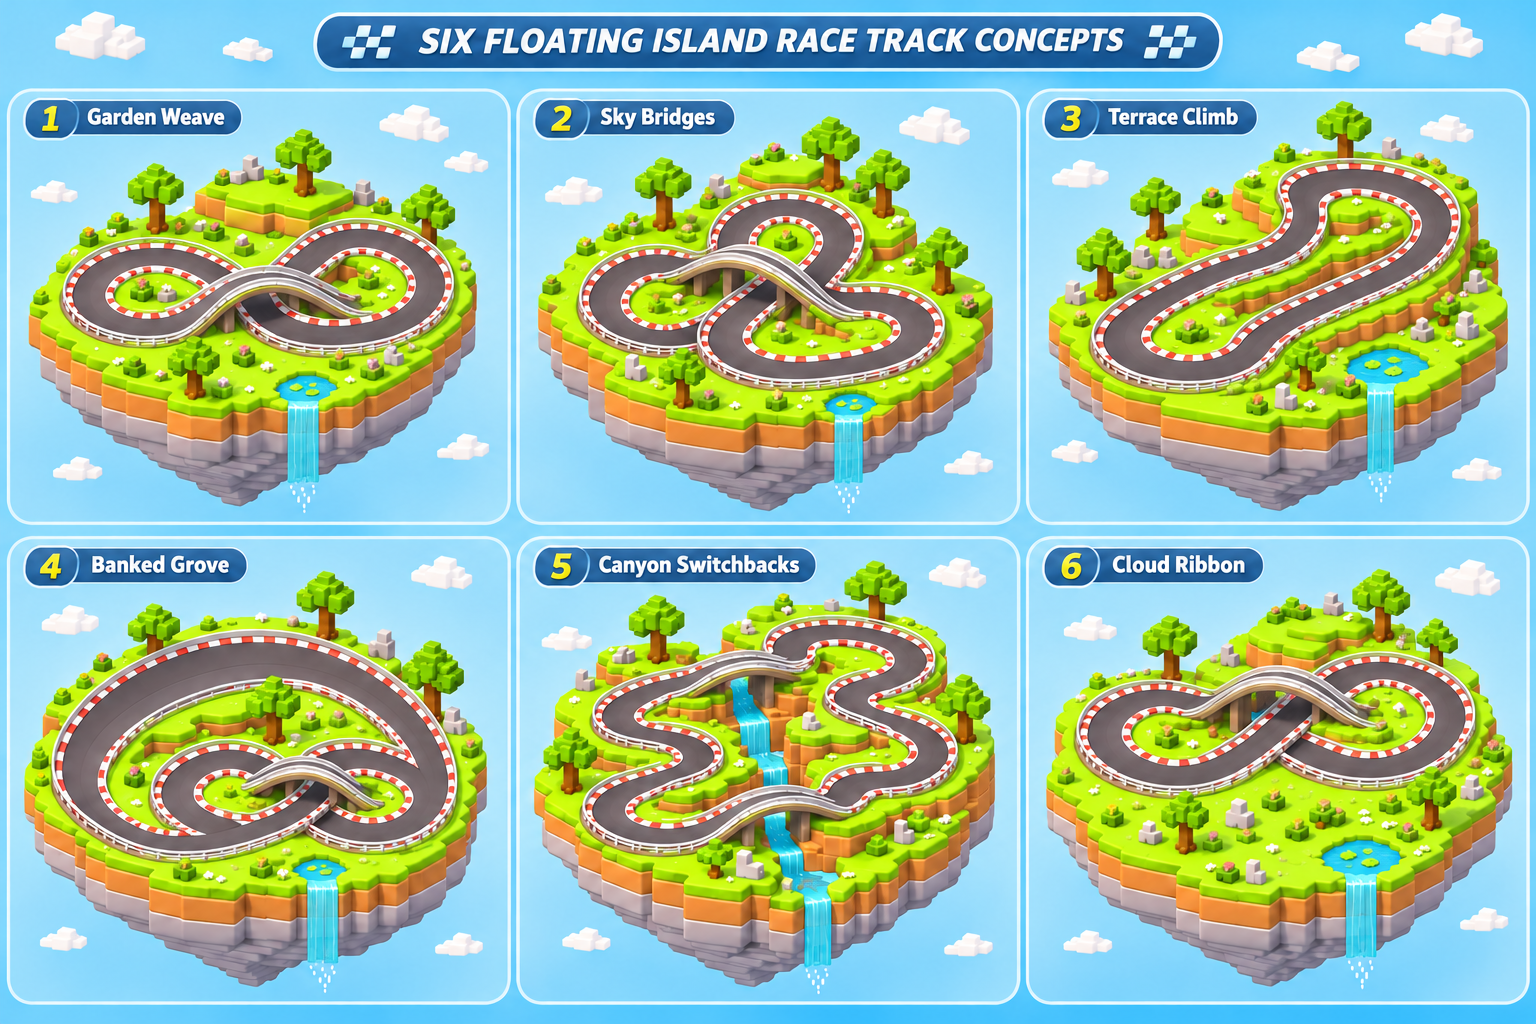 SIX FLOATING ISLAND RACE TRACK CONCEPTS
1 Garden Weave
2 Sky Bridges
3 Terrace Climb
4 Banked Grove
5 Canyon Switchbacks
6 Cloud Ribbon